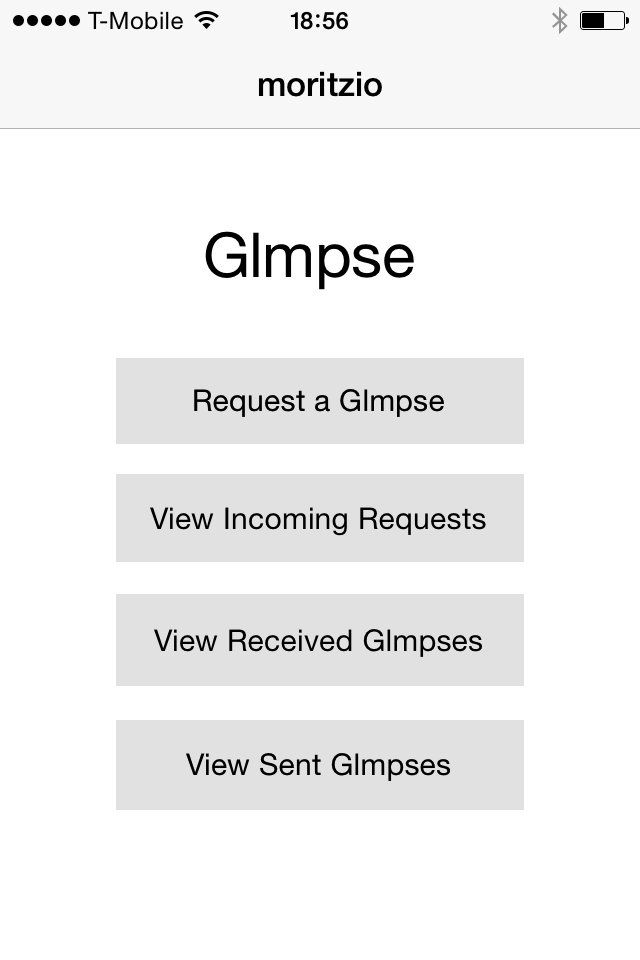 T-Mobile 18:56
moritzio
Glmpse
Request a Glmpse
View Incoming Requests
View Received Glmpses
View Sent Glmpses